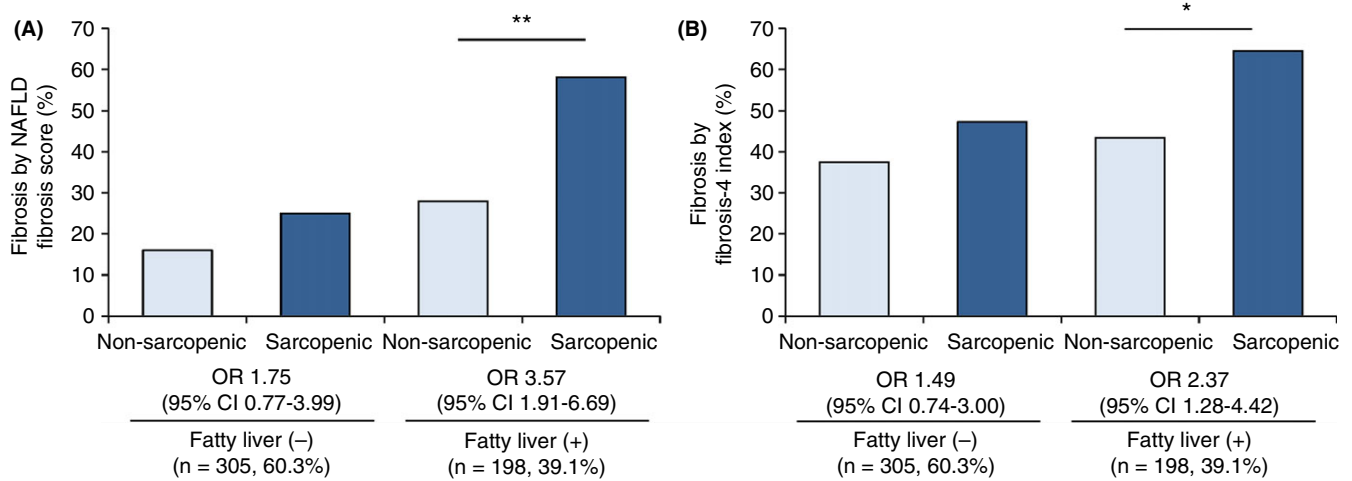 (A)
Fibrosis by NAFLD
fibrosis score (%)
70
60
50
40
30
20
10
0
**
Non-sarcopenic Sarcopenic Non-sarcopenic Sarcopenic
OR 1.75
(95% CI 0.77-3.99)
Fatty liver (–)
(n = 305, 60.3%)
OR 3.57
(95% CI 1.91-6.69)
Fatty liver (+)
(n = 198, 39.1%)
(B)
Fibrosis by
fibrosis-4 index (%)
70
60
50
40
30
20
10
0
*
Non-sarcopenic Sarcopenic Non-sarcopenic Sarcopenic
OR 1.49
(95% CI 0.74-3.00)
Fatty liver (–)
(n = 305, 60.3%)
OR 2.37
(95% CI 1.28-4.42)
Fatty liver (+)
(n = 198, 39.1%)